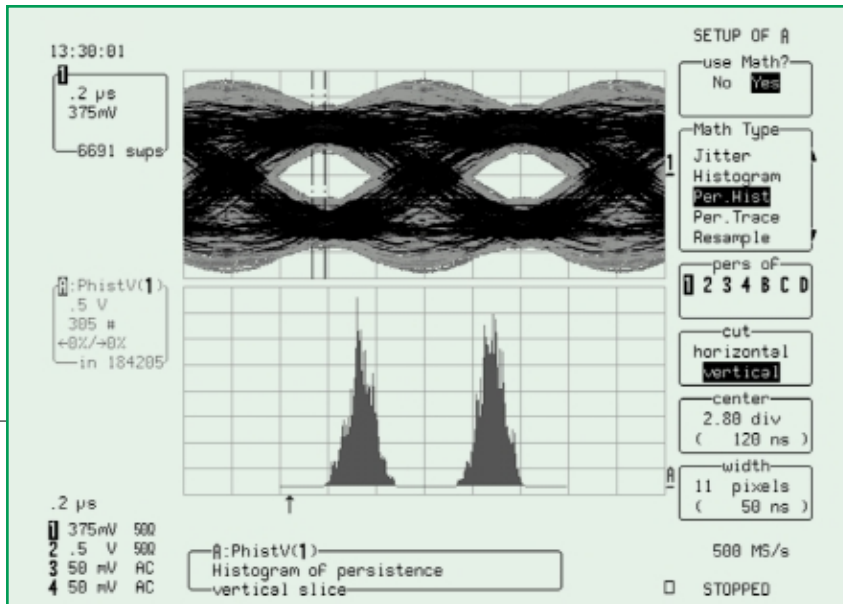 13:30:01
1
.2 µs
375mV
6691 swps
1
A:PhistV(1)
.5 V
305 #
←0%/→0%
in 184205
A
.2 µs
1 375mV 50Ω
2 .5 V 50Ω
3 50 mV AC
4 50 mV AC
↑
A:PhistV(1)
Histogram of persistence
vertical slice
SETUP OF A
use Math?
No Yes
Math Type
Jitter
Histogram
Per.Hist
Per.Trace
Resample
pers of
1 2 3 4 B C D
cut
horizontal
vertical
center
2.80 div
( 120 ns )
width
11 pixels
( 50 ns )
500 MS/s
STOPPED